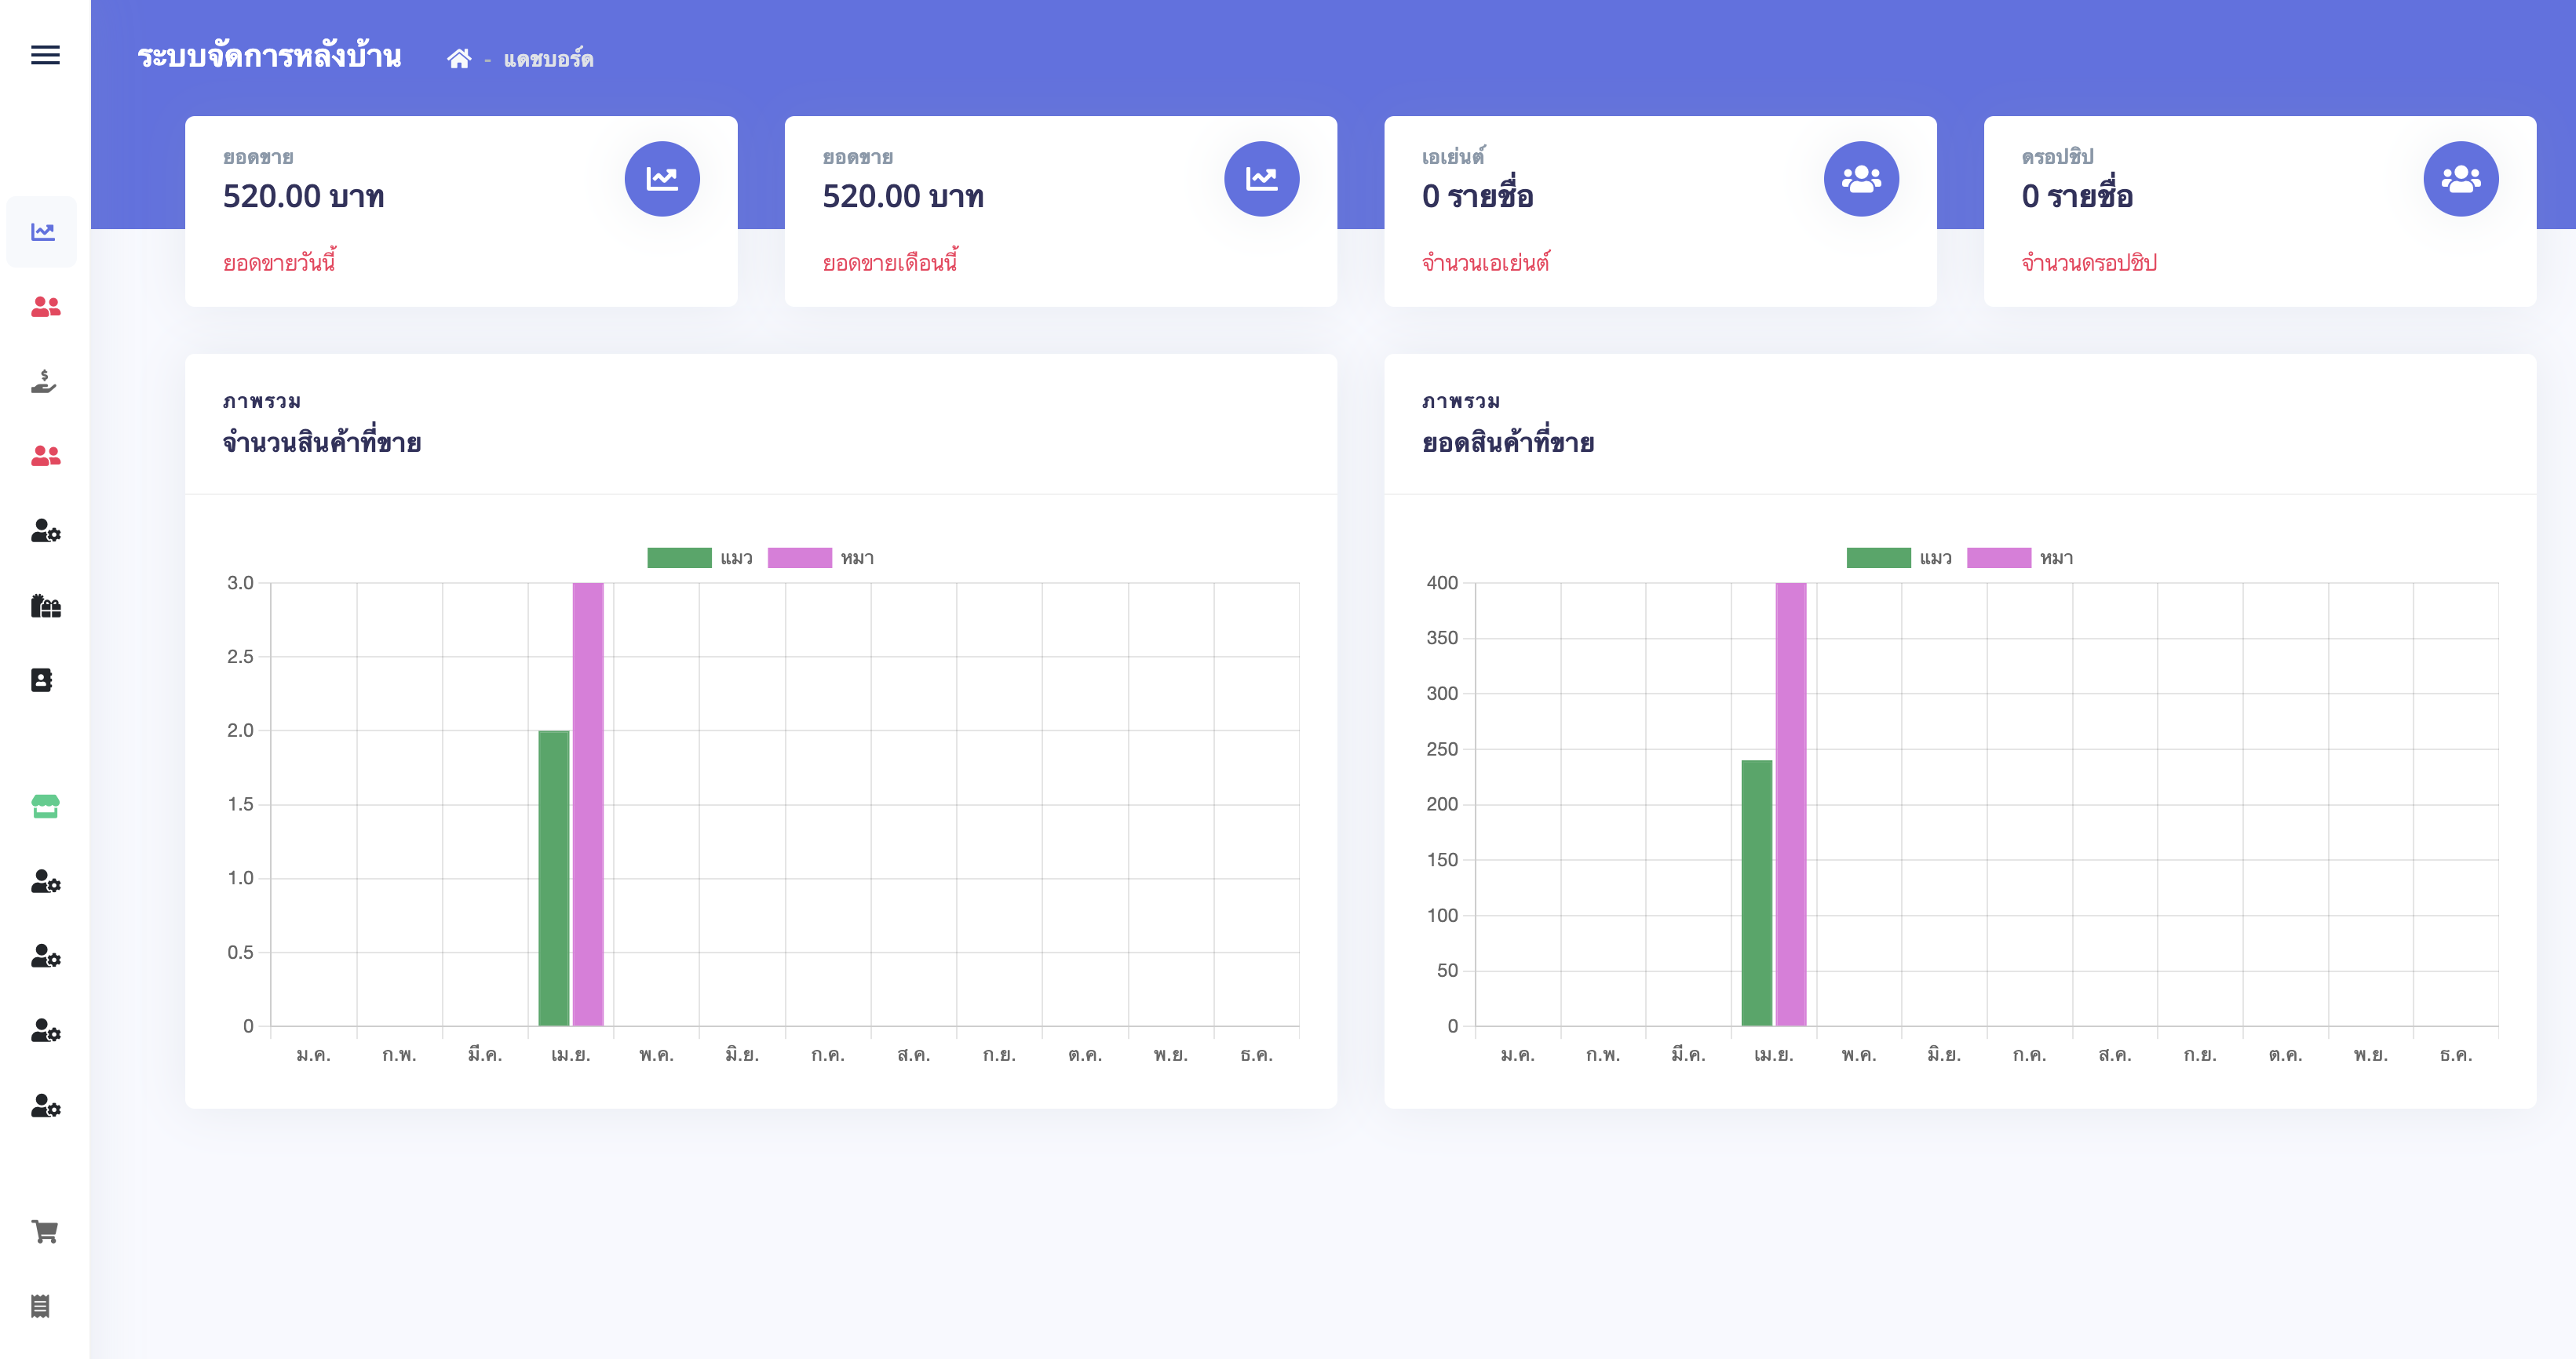 ระบบจัดการหลังบ้าน - แดชบอร์ด
ยอดขาย
520.00 บาท
ยอดขายวันนี้
ยอดขาย
520.00 บาท
ยอดขายเดือนนี้
เอเย่นต์
0 รายชื่อ
จำนวนเอเย่นต์
ดรอปชิป
0 รายชื่อ
จำนวนดรอปชิป
ภาพรวม
จำนวนสินค้าที่ขาย
แมว หมา
3.0
2.5
2.0
1.5
1.0
0.5
0
ม.ค. ก.พ. มี.ค. เม.ย. พ.ค. มิ.ย. ก.ค. ส.ค. ก.ย. ต.ค. พ.ย. ธ.ค.
ภาพรวม
ยอดสินค้าที่ขาย
แมว หมา
400
350
300
250
200
150
100
50
0
ม.ค. ก.พ. มี.ค. เม.ย. พ.ค. มิ.ย. ก.ค. ส.ค. ก.ย. ต.ค. พ.ย. ธ.ค.